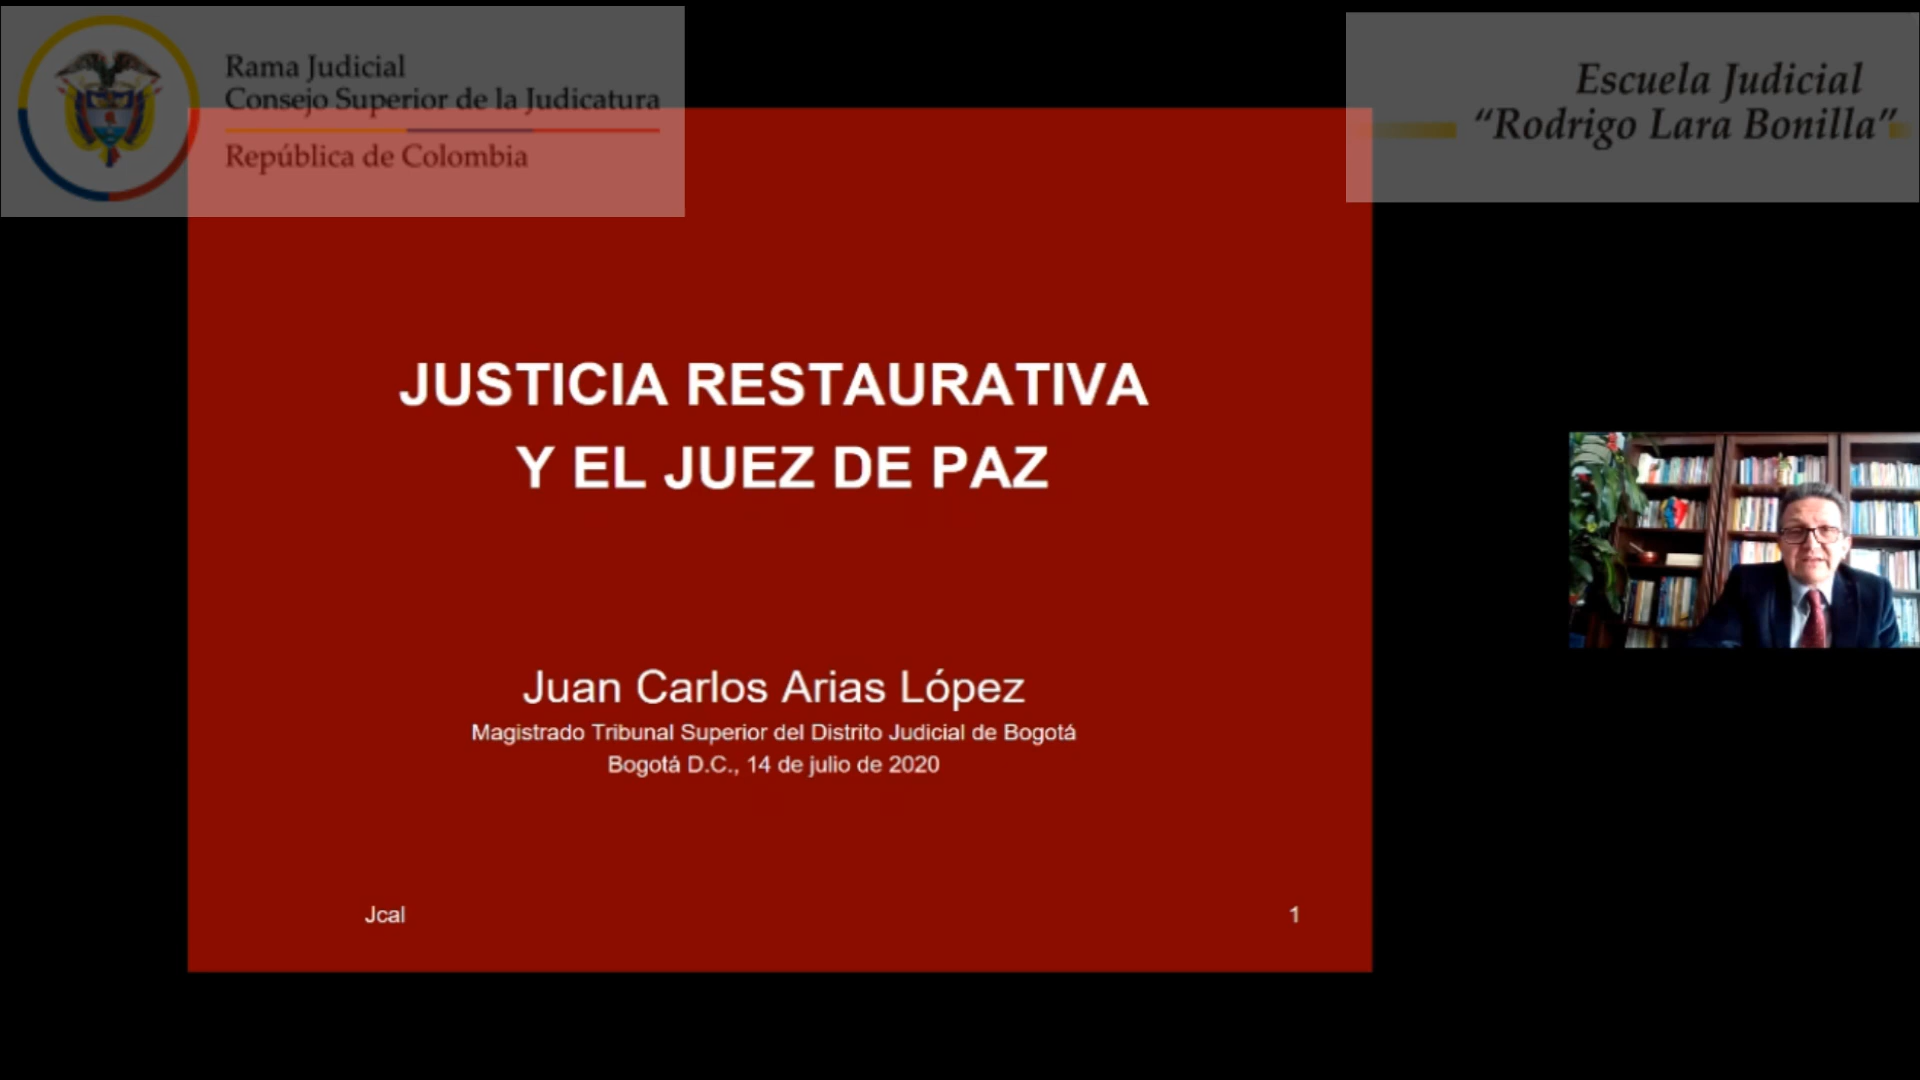 Rama Judicial
Consejo Superior de la Judicatura
República de Colombia
Escuela Judicial
“Rodrigo Lara Bonilla”
JUSTICIA RESTAURATIVA
Y EL JUEZ DE PAZ
Juan Carlos Arias López
Magistrado Tribunal Superior del Distrito Judicial de Bogotá
Bogotá D.C., 14 de julio de 2020
Jcal
1